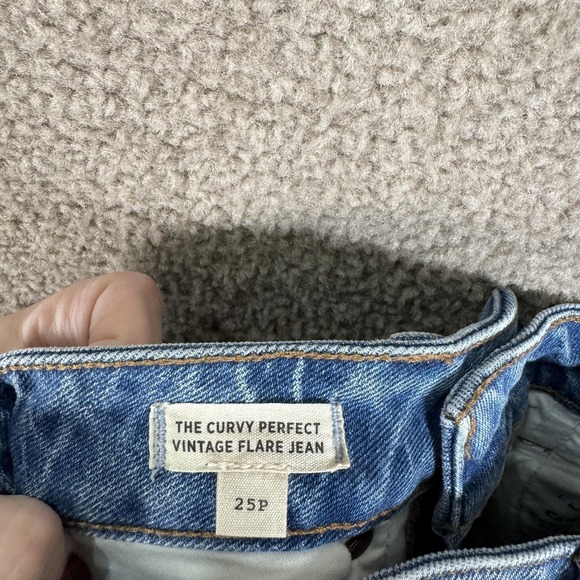 THE CURVY PERFECT
VINTAGE FLARE JEAN
25P